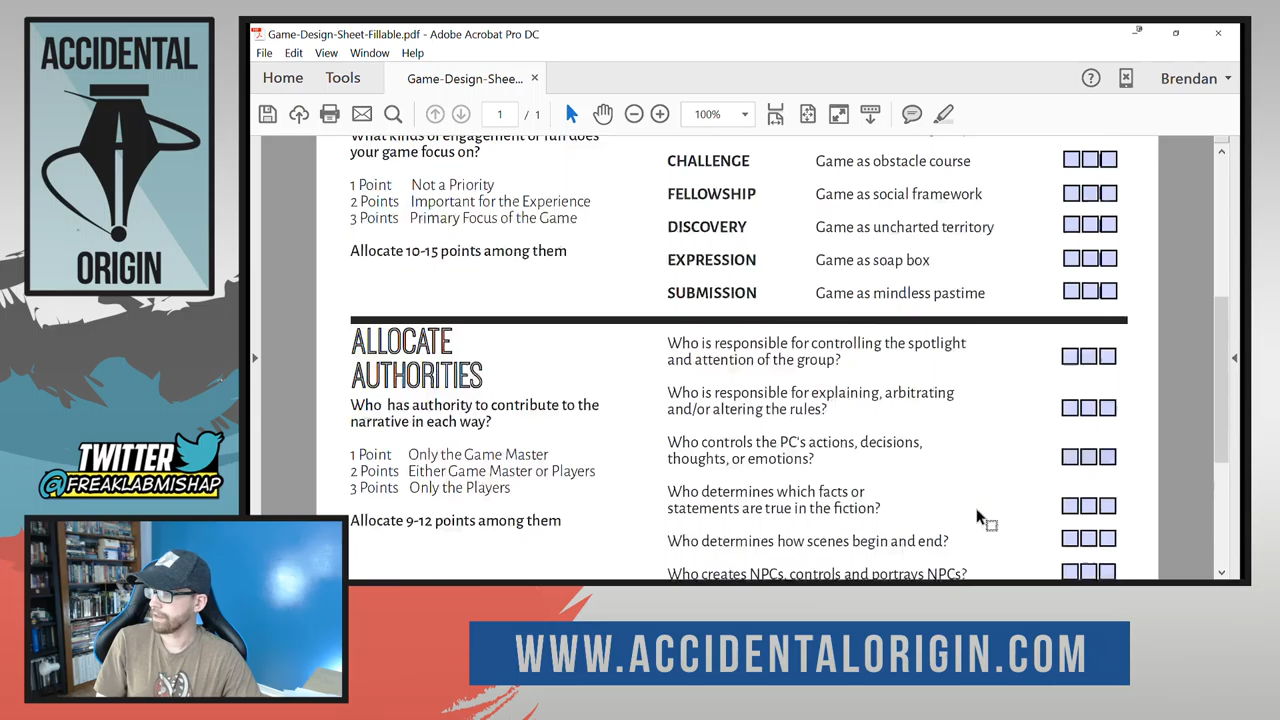 ACCIDENTAL
ORIGIN
TWITTER
@FREAKLABMISHAP
Game-Design-Sheet-Fillable.pdf - Adobe Acrobat Pro DC
File Edit View Window Help
Home Tools Game-Design-Shee... × Brendan
1 / 1 100%
What kinds of engagement or fun does
your game focus on?
1 Point Not a Priority
2 Points Important for the Experience
3 Points Primary Focus of the Game
Allocate 10-15 points among them
CHALLENGE Game as obstacle course
FELLOWSHIP Game as social framework
DISCOVERY Game as uncharted territory
EXPRESSION Game as soap box
SUBMISSION Game as mindless pastime
ALLOCATE
AUTHORITIES
Who has authority to contribute to the
narrative in each way?
1 Point Only the Game Master
2 Points Either Game Master or Players
3 Points Only the Players
Allocate 9-12 points among them
Who is responsible for controlling the spotlight
and attention of the group?
Who is responsible for explaining, arbitrating
and/or altering the rules?
Who controls the PC's actions, decisions,
thoughts, or emotions?
Who determines which facts or
statements are true in the fiction?
Who determines how scenes begin and end?
Who creates NPCs, controls and portrays NPCs?
WWW.ACCIDENTALORIGIN.COM